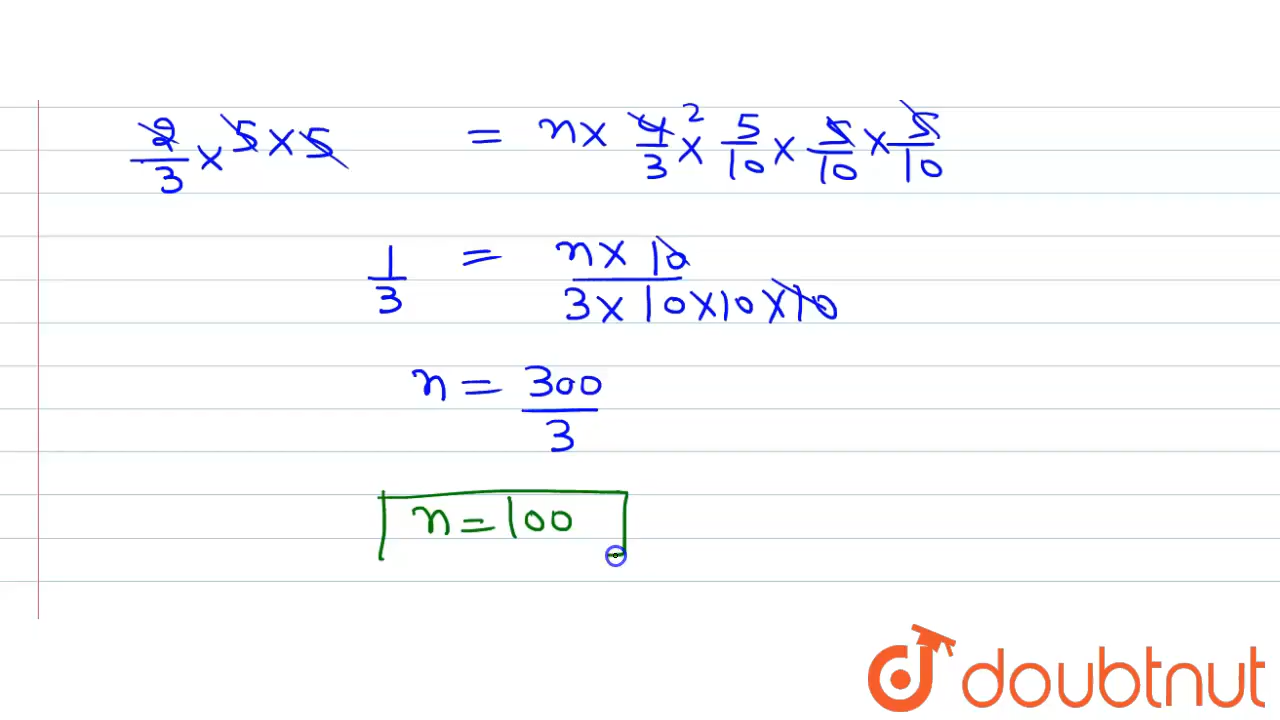 2/3 × 5 × 5 = n × 4/3 2 × 5/10 × 5/10 × 5/10
1/3 = n × 10 / 3 × 10 × 10 × 10
n = 300/3
n = 100
doubtnut